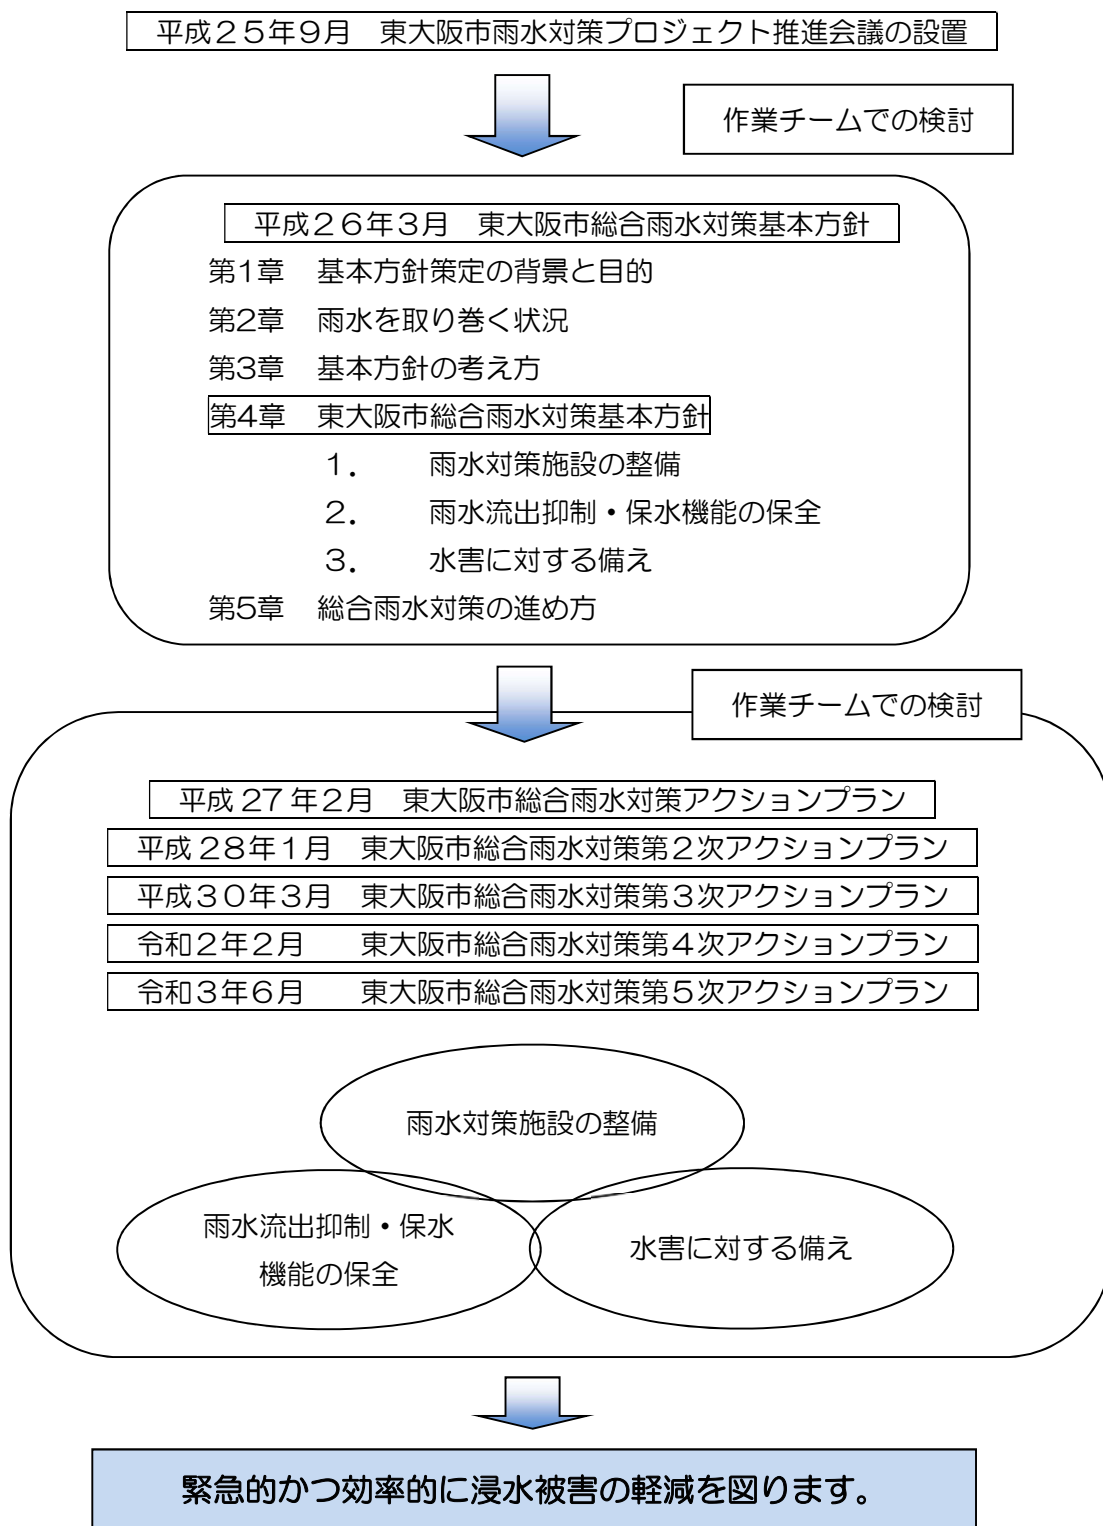 平成２５年９月　東大阪市雨水対策プロジェクト推進会議の設置
作業チームでの検討
平成２６年３月　東大阪市総合雨水対策基本方針
第１章　基本方針策定の背景と目的
第２章　雨水を取り巻く状況
第３章　基本方針の考え方
第４章　東大阪市総合雨水対策基本方針
１．　雨水対策施設の整備
２．　雨水流出抑制・保水機能の保全
３．　水害に対する備え
第５章　総合雨水対策の進め方
作業チームでの検討
平成 27 年２月　東大阪市総合雨水対策アクションプラン
平成 28年１月　東大阪市総合雨水対策第２次アクションプラン
平成３０年３月　東大阪市総合雨水対策第３次アクションプラン
令和２年２月　　東大阪市総合雨水対策第４次アクションプラン
令和３年６月　　東大阪市総合雨水対策第５次アクションプラン
雨水対策施設の整備
雨水流出抑制・保水
機能の保全
水害に対する備え
緊急的かつ効率的に浸水被害の軽減を図ります。